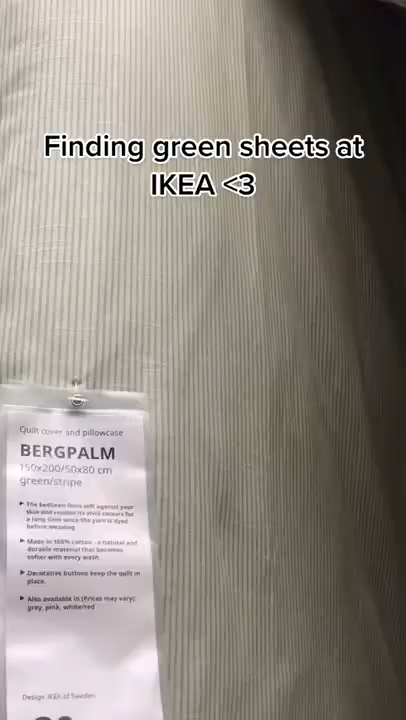 Finding green sheets at
IKEA <3
Quilt cover and pillowcase
BERGPALM
150x200/50x80 cm
green/stripe
▸ The bedlinen feels soft against your
skin and retains its vivid colours for
a long time since the yarn is dyed
before weaving.
▸ Made in 100% cotton - a natural and
durable material that becomes
softer with every wash.
▸ Decorative buttons keep the quilt in
place.
▸ Also available in (Prices may vary):
grey, pink, white/red
Design: IKEA of Sweden